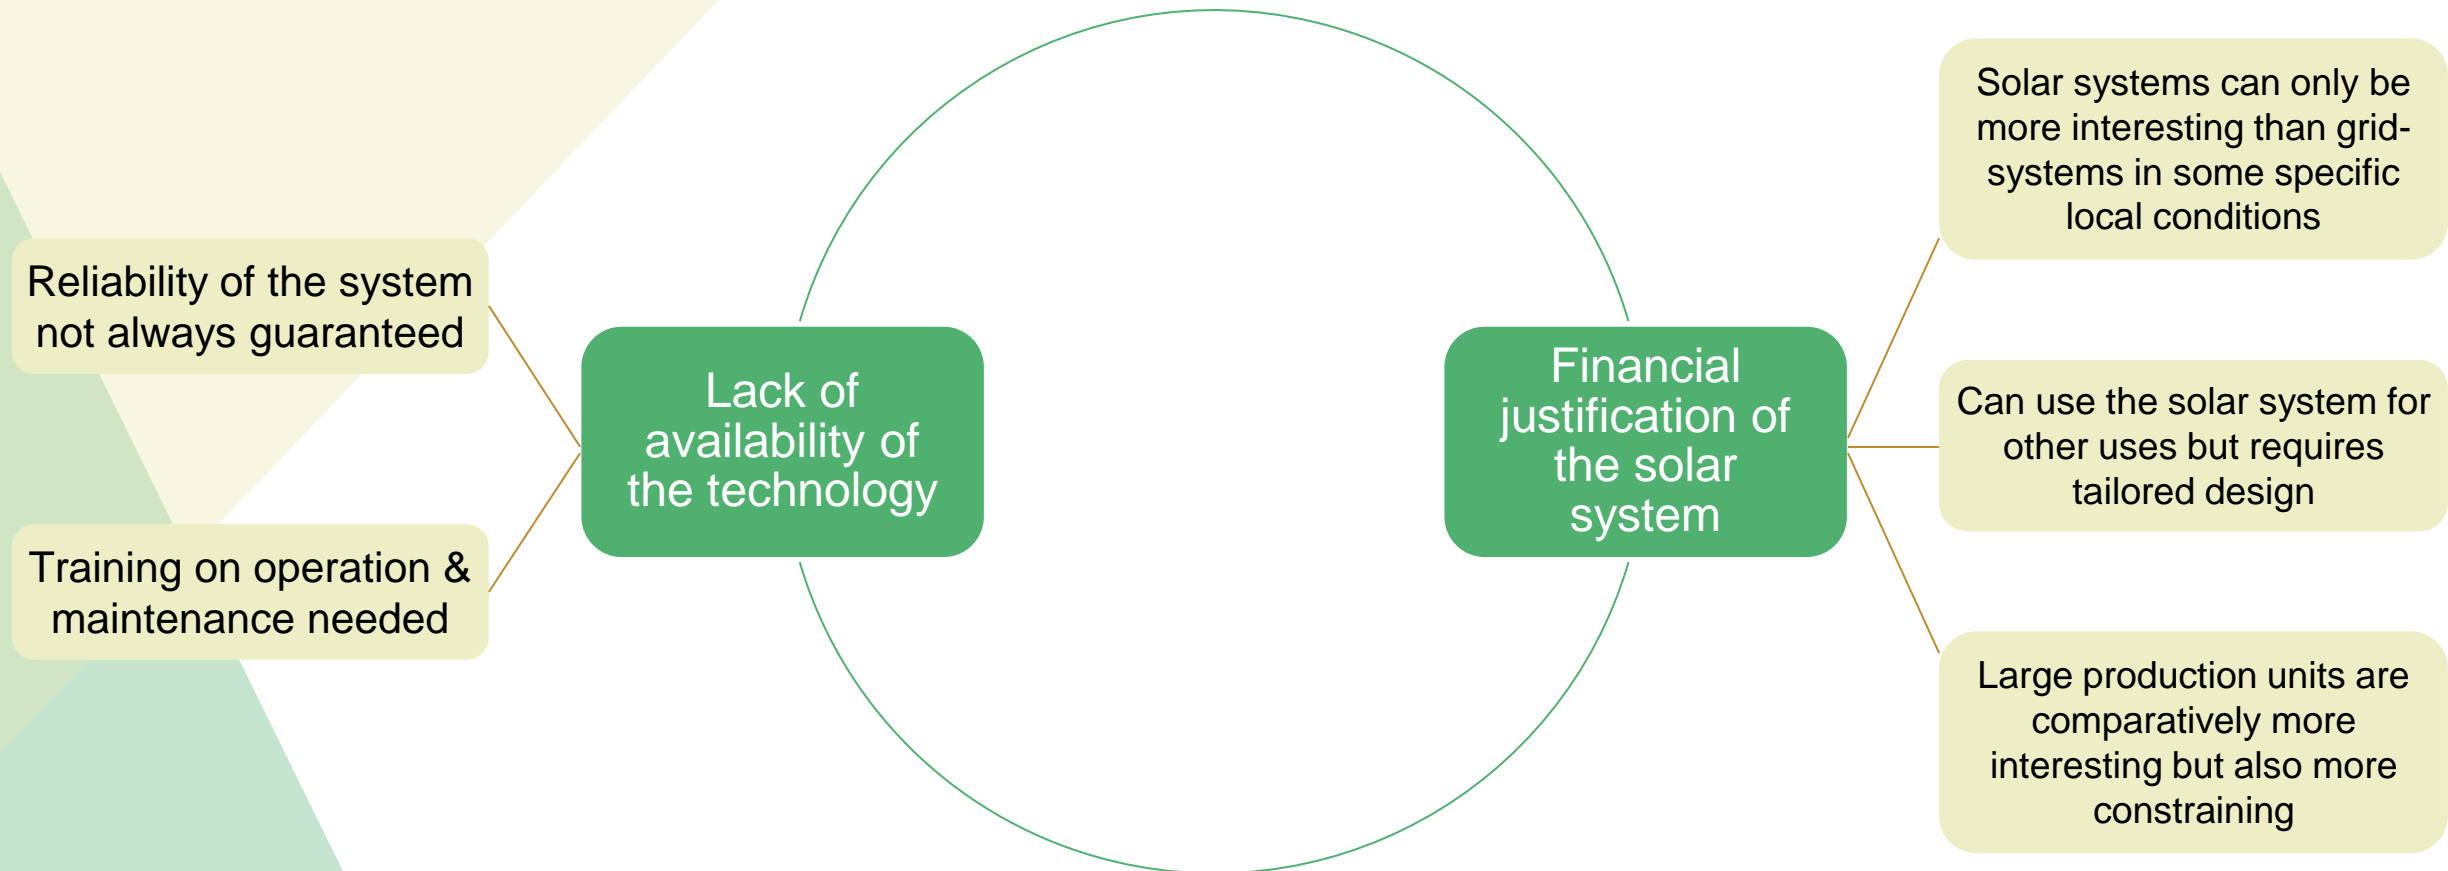 Reliability of the system
not always guaranteed
Training on operation &
maintenance needed
Lack of
availability of
the technology
Financial
justification of
the solar
system
Solar systems can only be
more interesting than grid-
systems in some specific
local conditions
Can use the solar system for
other uses but requires
tailored design
Large production units are
comparatively more
interesting but also more
constraining